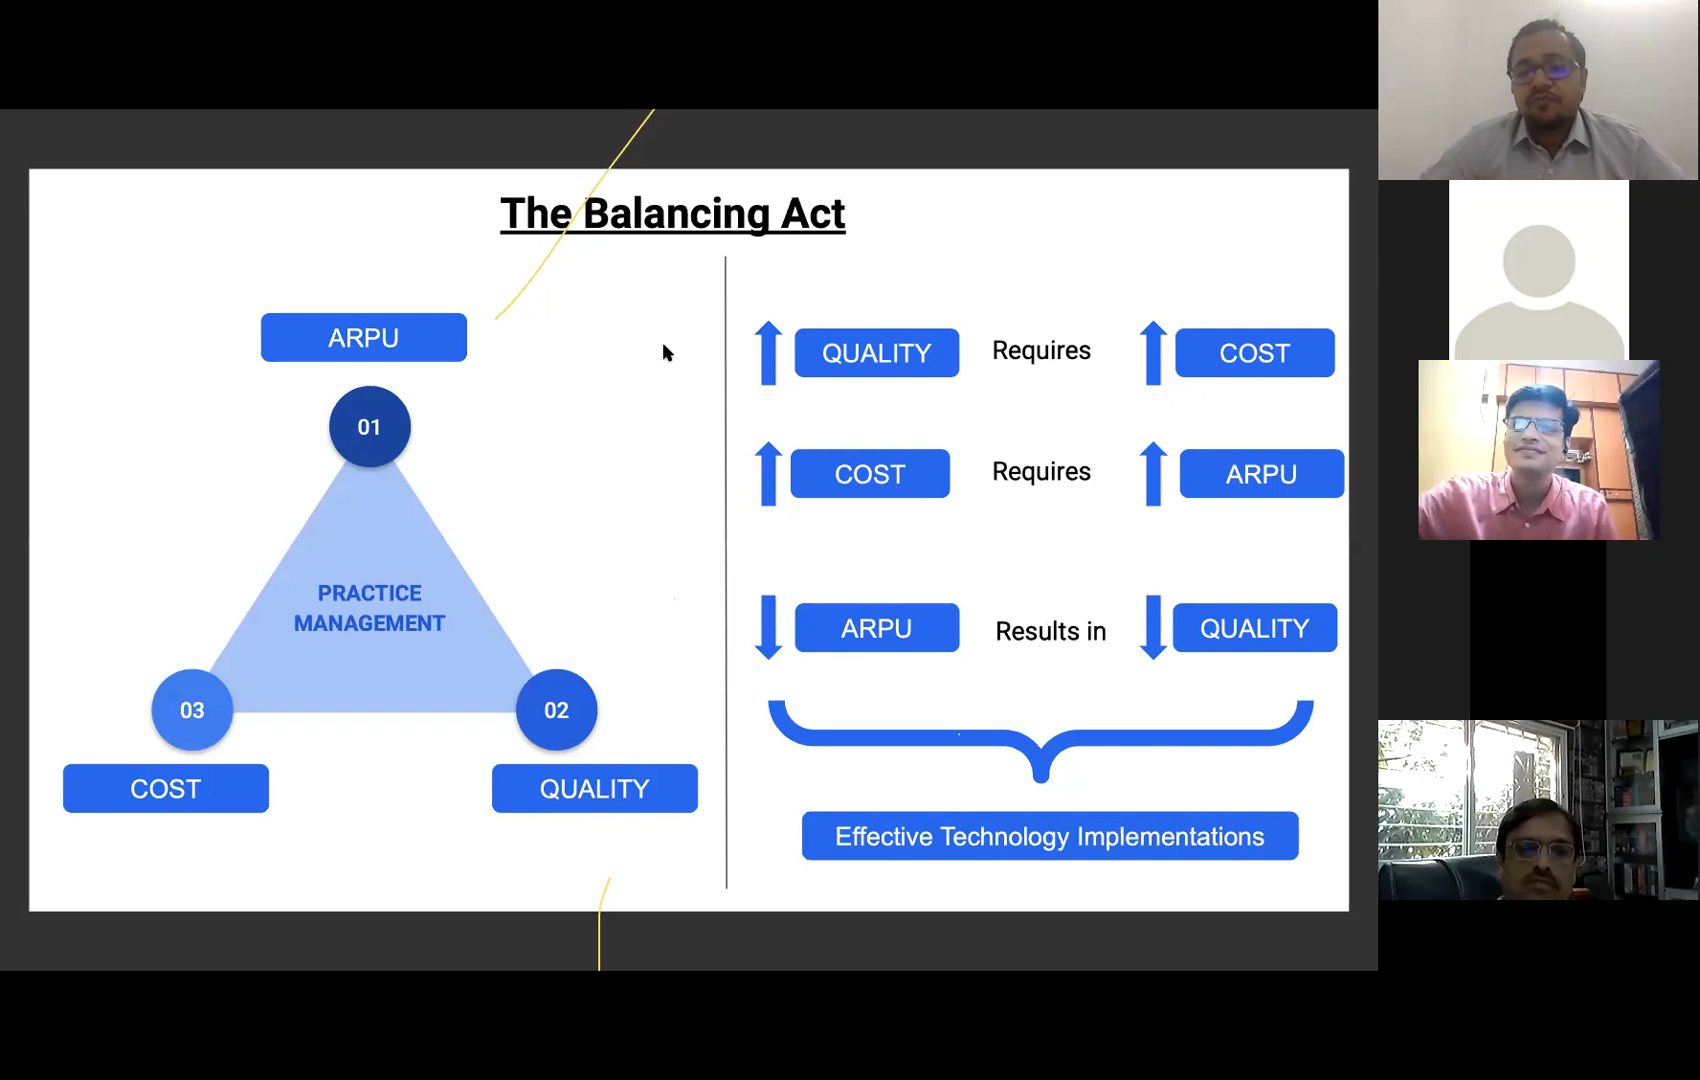 The Balancing Act
ARPU
01
PRACTICE
MANAGEMENT
03
02
COST
QUALITY
QUALITY Requires COST
COST Requires ARPU
ARPU Results in QUALITY
Effective Technology Implementations